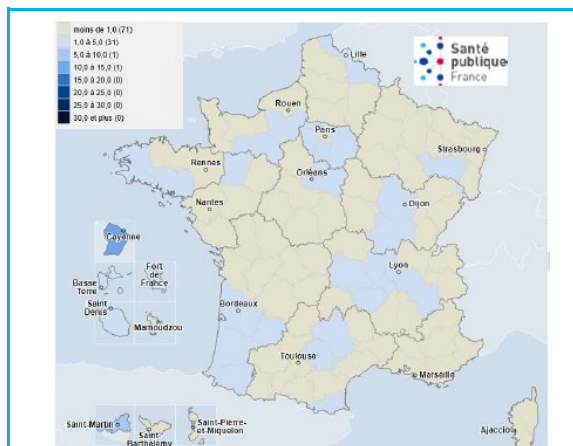 moins de 1,0 (71)
1,0 à 5,0 (31)
5,0 à 10,0 (1)
10,0 à 15,0 (1)
15,0 à 20,0 (0)
20,0 à 25,0 (0)
25,0 à 30,0 (0)
30,0 et plus (0)
Santé
publique
France
Lille
Rouen
Paris
Strasbourg
Rennes
Orléans
Nantes
Dijon
Cayenne
Lyon
Basse
Terre
Fort
de
France
Saint
Denis
Mamoudzou
Bordeaux
Toulouse
Marseille
Saint-Martin
Saint
Barthélémy
Saint-Pierre
et-Miquelon
Ajaccio